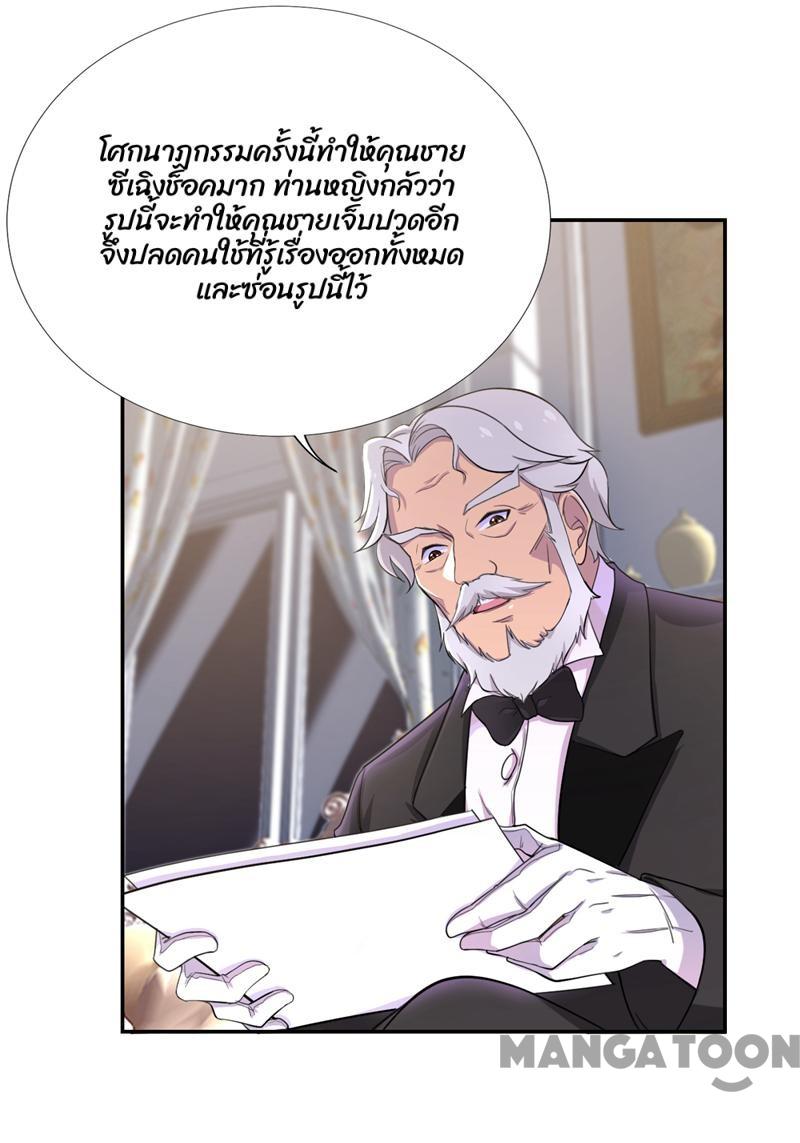 โศกนาฏกรรมครั้งนี้ทำให้คุณชาย
ซีเฉิงช็อคมาก ท่านหญิงกลัวว่า
รูปนี้จะทำให้คุณชายเจ็บปวดอีก
จึงปลดคนใช้ที่รู้เรื่องออกทั้งหมด
และซ่อนรูปนี้ไว้
MANGATOON